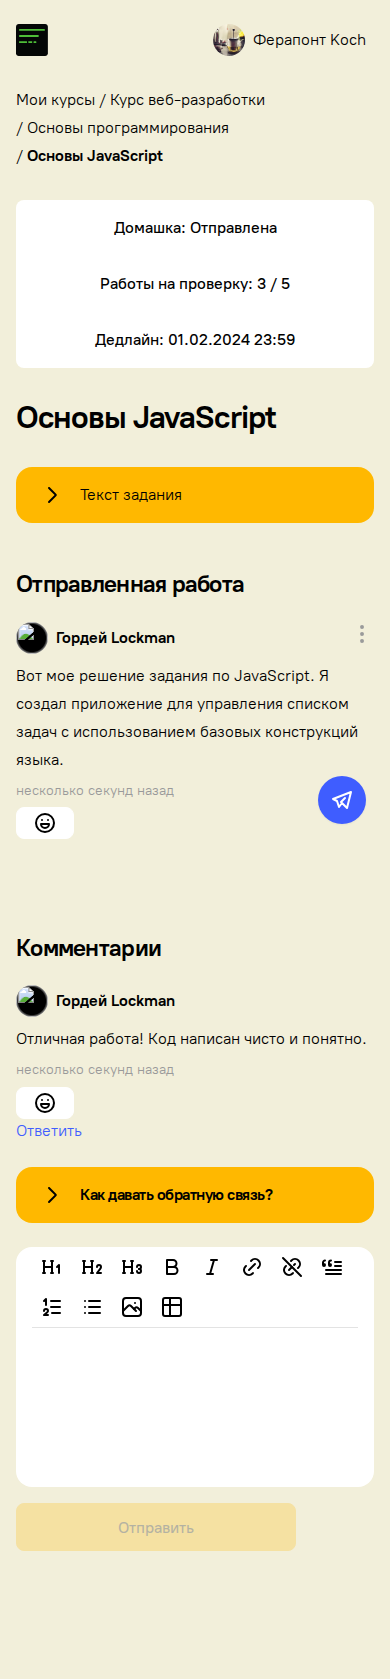 Ферапонт Koch
Мои курсы / Курс веб-разработки
/ Основы программирования
/ Основы JavaScript
Домашка: Отправлена
Работы на проверку: 3 / 5
Дедлайн: 01.02.2024 23:59
Основы JavaScript
Текст задания
Отправленная работа
Гордей Lockman
Вот мое решение задания по JavaScript. Я
создал приложение для управления списком
задач с использованием базовых конструкций
языка.
несколько секунд назад
Комментарии
Гордей Lockman
Отличная работа! Код написан чисто и понятно.
несколько секунд назад
Ответить
Как давать обратную связь?
H1 H2 H3 B I
Отправить